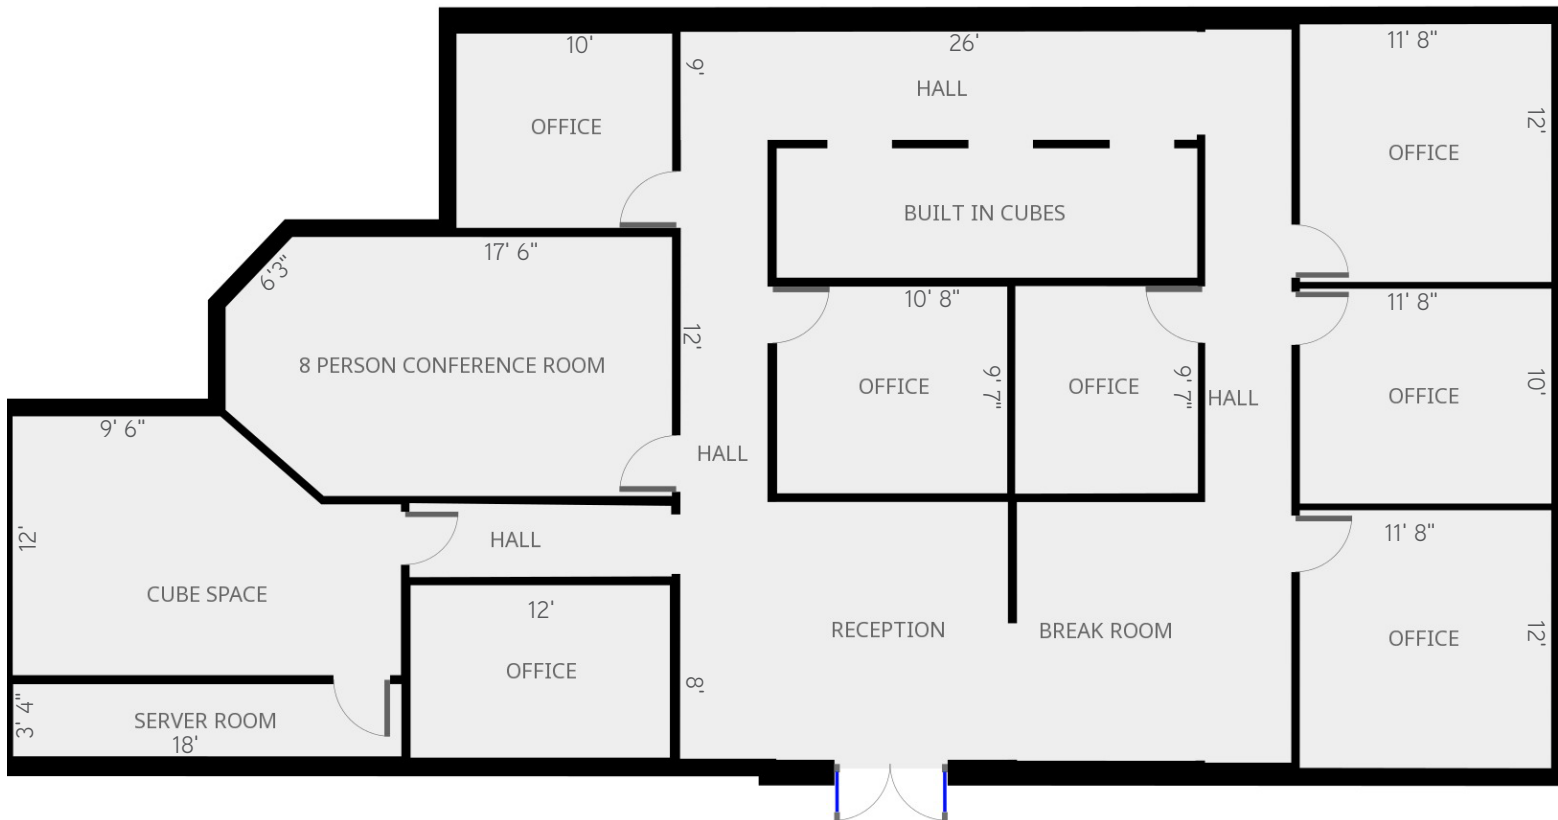 10'
26'
11' 8"
9'
HALL
12'
OFFICE
OFFICE
BUILT IN CUBES
17' 6"
6'3"
10' 8"
11' 8"
12'
8 PERSON CONFERENCE ROOM
OFFICE
9' 7"
OFFICE
9' 7"
HALL
OFFICE
10'
9' 6"
HALL
12'
HALL
11' 8"
CUBE SPACE
12'
RECEPTION
BREAK ROOM
OFFICE
12'
OFFICE
8'
3' 4"
SERVER ROOM
18'